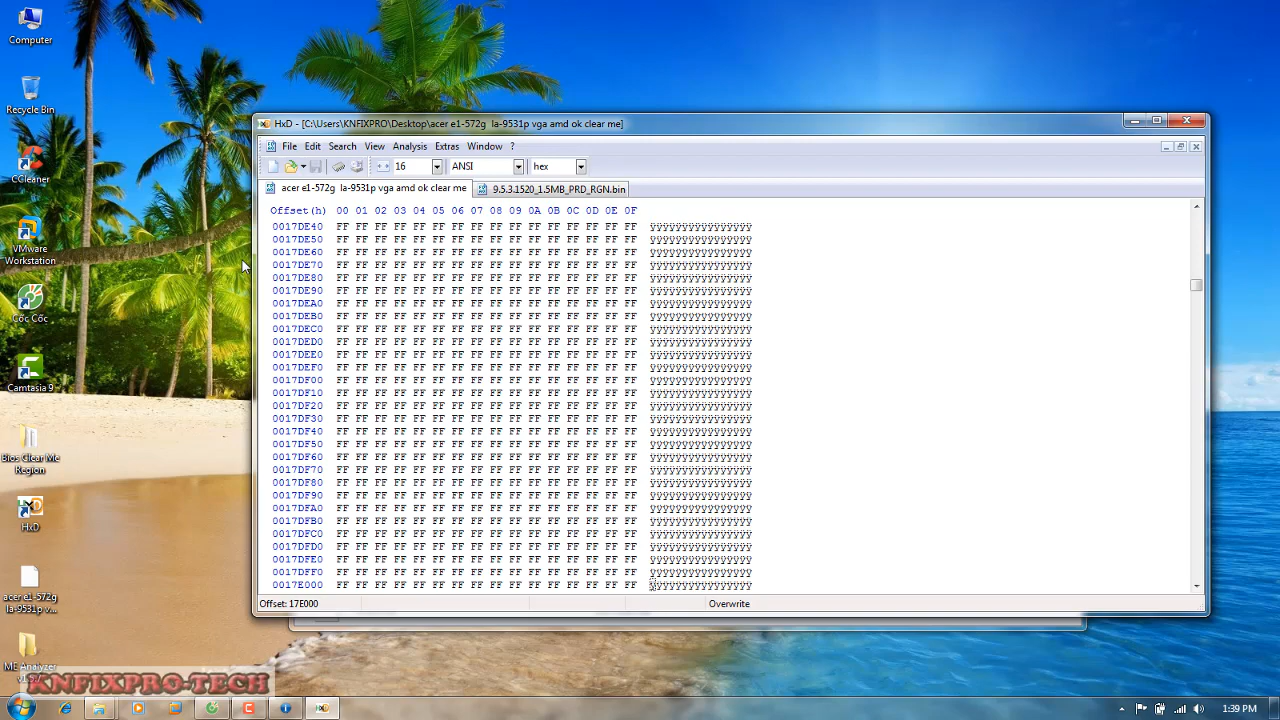 Computer
Recycle Bin
CCleaner
VMware
Workstation
Cốc Cốc
Camtasia 9
Bios Clear Me
Region
HxD
acer e1-572g
la-9531p v...
ME Analyzer
KNFIXPRO-TECH
HxD - [C:\Users\KNFIXPRO\Desktop\acer e1-572g  la-9531p vga amd ok clear me]
File Edit Search View Analysis Extras Window ?
16 ANSI hex
acer e1-572g  la-9531p vga amd ok clear me 9.5.3.1520_1.5MB_PRD_RGN.bin
Offset(h) 00 01 02 03 04 05 06 07 08 09 0A 0B 0C 0D 0E 0F
0017DE40 FF FF FF FF FF FF FF FF FF FF FF FF FF FF FF FF ÿÿÿÿÿÿÿÿÿÿÿÿÿÿÿÿ
0017DE50 FF FF FF FF FF FF FF FF FF FF FF FF FF FF FF FF ÿÿÿÿÿÿÿÿÿÿÿÿÿÿÿÿ
0017DE60 FF FF FF FF FF FF FF FF FF FF FF FF FF FF FF FF ÿÿÿÿÿÿÿÿÿÿÿÿÿÿÿÿ
0017DE70 FF FF FF FF FF FF FF FF FF FF FF FF FF FF FF FF ÿÿÿÿÿÿÿÿÿÿÿÿÿÿÿÿ
0017DE80 FF FF FF FF FF FF FF FF FF FF FF FF FF FF FF FF ÿÿÿÿÿÿÿÿÿÿÿÿÿÿÿÿ
0017DE90 FF FF FF FF FF FF FF FF FF FF FF FF FF FF FF FF ÿÿÿÿÿÿÿÿÿÿÿÿÿÿÿÿ
0017DEA0 FF FF FF FF FF FF FF FF FF FF FF FF FF FF FF FF ÿÿÿÿÿÿÿÿÿÿÿÿÿÿÿÿ
0017DEB0 FF FF FF FF FF FF FF FF FF FF FF FF FF FF FF FF ÿÿÿÿÿÿÿÿÿÿÿÿÿÿÿÿ
0017DEC0 FF FF FF FF FF FF FF FF FF FF FF FF FF FF FF FF ÿÿÿÿÿÿÿÿÿÿÿÿÿÿÿÿ
0017DED0 FF FF FF FF FF FF FF FF FF FF FF FF FF FF FF FF ÿÿÿÿÿÿÿÿÿÿÿÿÿÿÿÿ
0017DEE0 FF FF FF FF FF FF FF FF FF FF FF FF FF FF FF FF ÿÿÿÿÿÿÿÿÿÿÿÿÿÿÿÿ
0017DEF0 FF FF FF FF FF FF FF FF FF FF FF FF FF FF FF FF ÿÿÿÿÿÿÿÿÿÿÿÿÿÿÿÿ
0017DF00 FF FF FF FF FF FF FF FF FF FF FF FF FF FF FF FF ÿÿÿÿÿÿÿÿÿÿÿÿÿÿÿÿ
0017DF10 FF FF FF FF FF FF FF FF FF FF FF FF FF FF FF FF ÿÿÿÿÿÿÿÿÿÿÿÿÿÿÿÿ
0017DF20 FF FF FF FF FF FF FF FF FF FF FF FF FF FF FF FF ÿÿÿÿÿÿÿÿÿÿÿÿÿÿÿÿ
0017DF30 FF FF FF FF FF FF FF FF FF FF FF FF FF FF FF FF ÿÿÿÿÿÿÿÿÿÿÿÿÿÿÿÿ
0017DF40 FF FF FF FF FF FF FF FF FF FF FF FF FF FF FF FF ÿÿÿÿÿÿÿÿÿÿÿÿÿÿÿÿ
0017DF50 FF FF FF FF FF FF FF FF FF FF FF FF FF FF FF FF ÿÿÿÿÿÿÿÿÿÿÿÿÿÿÿÿ
0017DF60 FF FF FF FF FF FF FF FF FF FF FF FF FF FF FF FF ÿÿÿÿÿÿÿÿÿÿÿÿÿÿÿÿ
0017DF70 FF FF FF FF FF FF FF FF FF FF FF FF FF FF FF FF ÿÿÿÿÿÿÿÿÿÿÿÿÿÿÿÿ
0017DF80 FF FF FF FF FF FF FF FF FF FF FF FF FF FF FF FF ÿÿÿÿÿÿÿÿÿÿÿÿÿÿÿÿ
0017DF90 FF FF FF FF FF FF FF FF FF FF FF FF FF FF FF FF ÿÿÿÿÿÿÿÿÿÿÿÿÿÿÿÿ
0017DFA0 FF FF FF FF FF FF FF FF FF FF FF FF FF FF FF FF ÿÿÿÿÿÿÿÿÿÿÿÿÿÿÿÿ
0017DFB0 FF FF FF FF FF FF FF FF FF FF FF FF FF FF FF FF ÿÿÿÿÿÿÿÿÿÿÿÿÿÿÿÿ
0017DFC0 FF FF FF FF FF FF FF FF FF FF FF FF FF FF FF FF ÿÿÿÿÿÿÿÿÿÿÿÿÿÿÿÿ
0017DFD0 FF FF FF FF FF FF FF FF FF FF FF FF FF FF FF FF ÿÿÿÿÿÿÿÿÿÿÿÿÿÿÿÿ
0017DFE0 FF FF FF FF FF FF FF FF FF FF FF FF FF FF FF FF ÿÿÿÿÿÿÿÿÿÿÿÿÿÿÿÿ
0017DFF0 FF FF FF FF FF FF FF FF FF FF FF FF FF FF FF FF ÿÿÿÿÿÿÿÿÿÿÿÿÿÿÿÿ
0017E000 FF FF FF FF FF FF FF FF FF FF FF FF FF FF FF FF ÿÿÿÿÿÿÿÿÿÿÿÿÿÿÿÿ
Offset: 17E000 Overwrite
1:39 PM